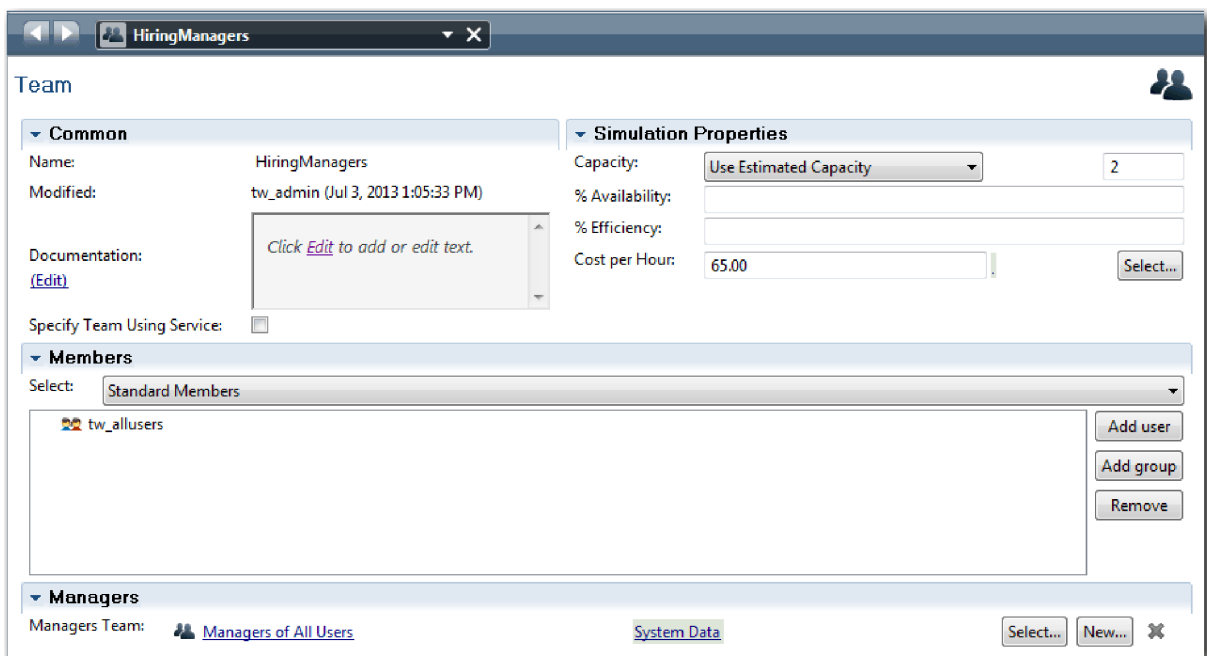 HiringManagers
Team
Common
Name: HiringManagers
Modified: tw_admin (Jul 3, 2013 1:05:33 PM)
Click Edit to add or edit text.
Documentation:
(Edit)
Specify Team Using Service:
Simulation Properties
Capacity: Use Estimated Capacity 2
% Availability:
% Efficiency:
Cost per Hour: 65.00 . Select...
Members
Select: Standard Members
tw_allusers
Add user
Add group
Remove
Managers
Managers Team: Managers of All Users System Data Select... New...